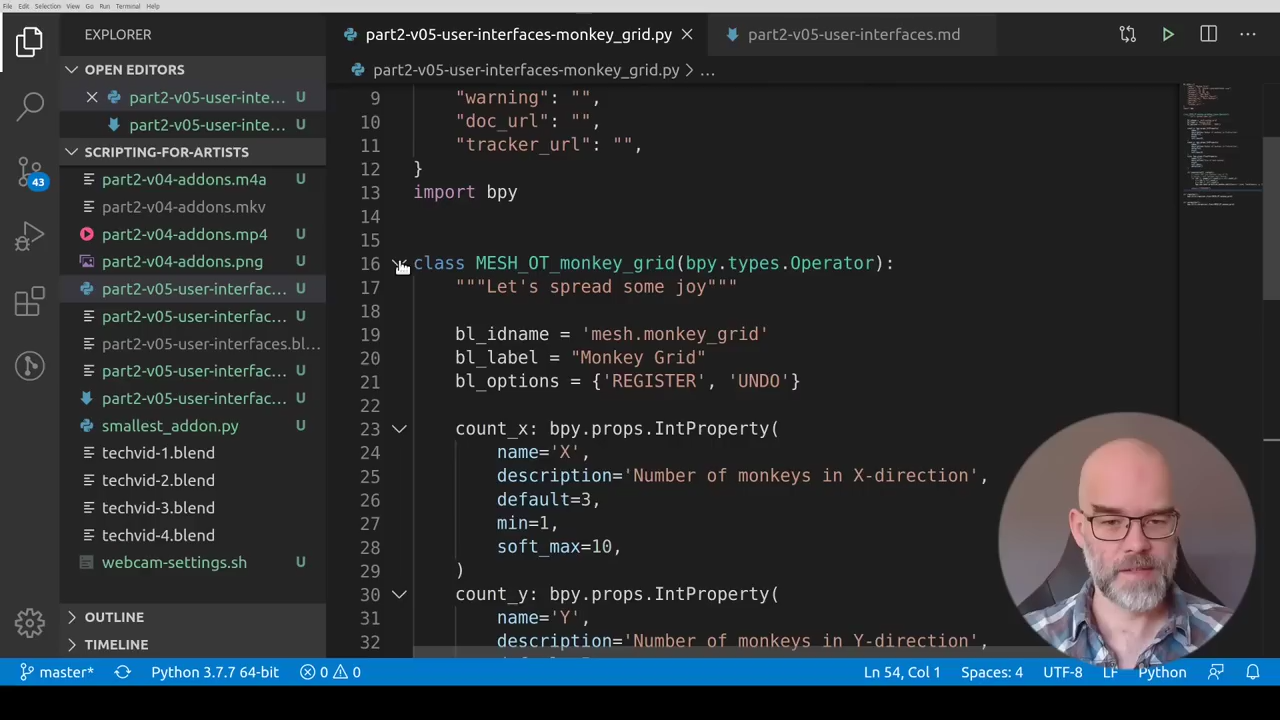 File Edit Selection View Go Run Terminal Help
EXPLORER
OPEN EDITORS
part2-v05-user-inte... U
part2-v05-user-inte... U
SCRIPTING-FOR-ARTISTS
part2-v04-addons.m4a U
part2-v04-addons.mkv
part2-v04-addons.mp4 U
part2-v04-addons.png U
part2-v05-user-interfac... U
part2-v05-user-interfac... U
part2-v05-user-interfaces.bl...
part2-v05-user-interfac... U
part2-v05-user-interfac... U
smallest_addon.py U
techvid-1.blend
techvid-2.blend
techvid-3.blend
techvid-4.blend
webcam-settings.sh U
OUTLINE
TIMELINE
43
part2-v05-user-interfaces-monkey_grid.py
part2-v05-user-interfaces.md
part2-v05-user-interfaces-monkey_grid.py > ...
9 "warning": "",
10 "doc_url": "",
11 "tracker_url": "",
12 }
13 import bpy
14
15
16 class MESH_OT_monkey_grid(bpy.types.Operator):
17 """Let's spread some joy"""
18
19 bl_idname = 'mesh.monkey_grid'
20 bl_label = "Monkey Grid"
21 bl_options = {'REGISTER', 'UNDO'}
22
23 count_x: bpy.props.IntProperty(
24 name='X',
25 description='Number of monkeys in X-direction',
26 default=3,
27 min=1,
28 soft_max=10,
29 )
30 count_y: bpy.props.IntProperty(
31 name='Y',
32 description='Number of monkeys in Y-direction',
master* Python 3.7.7 64-bit 0 0 Ln 54, Col 1 Spaces: 4 UTF-8 LF Python